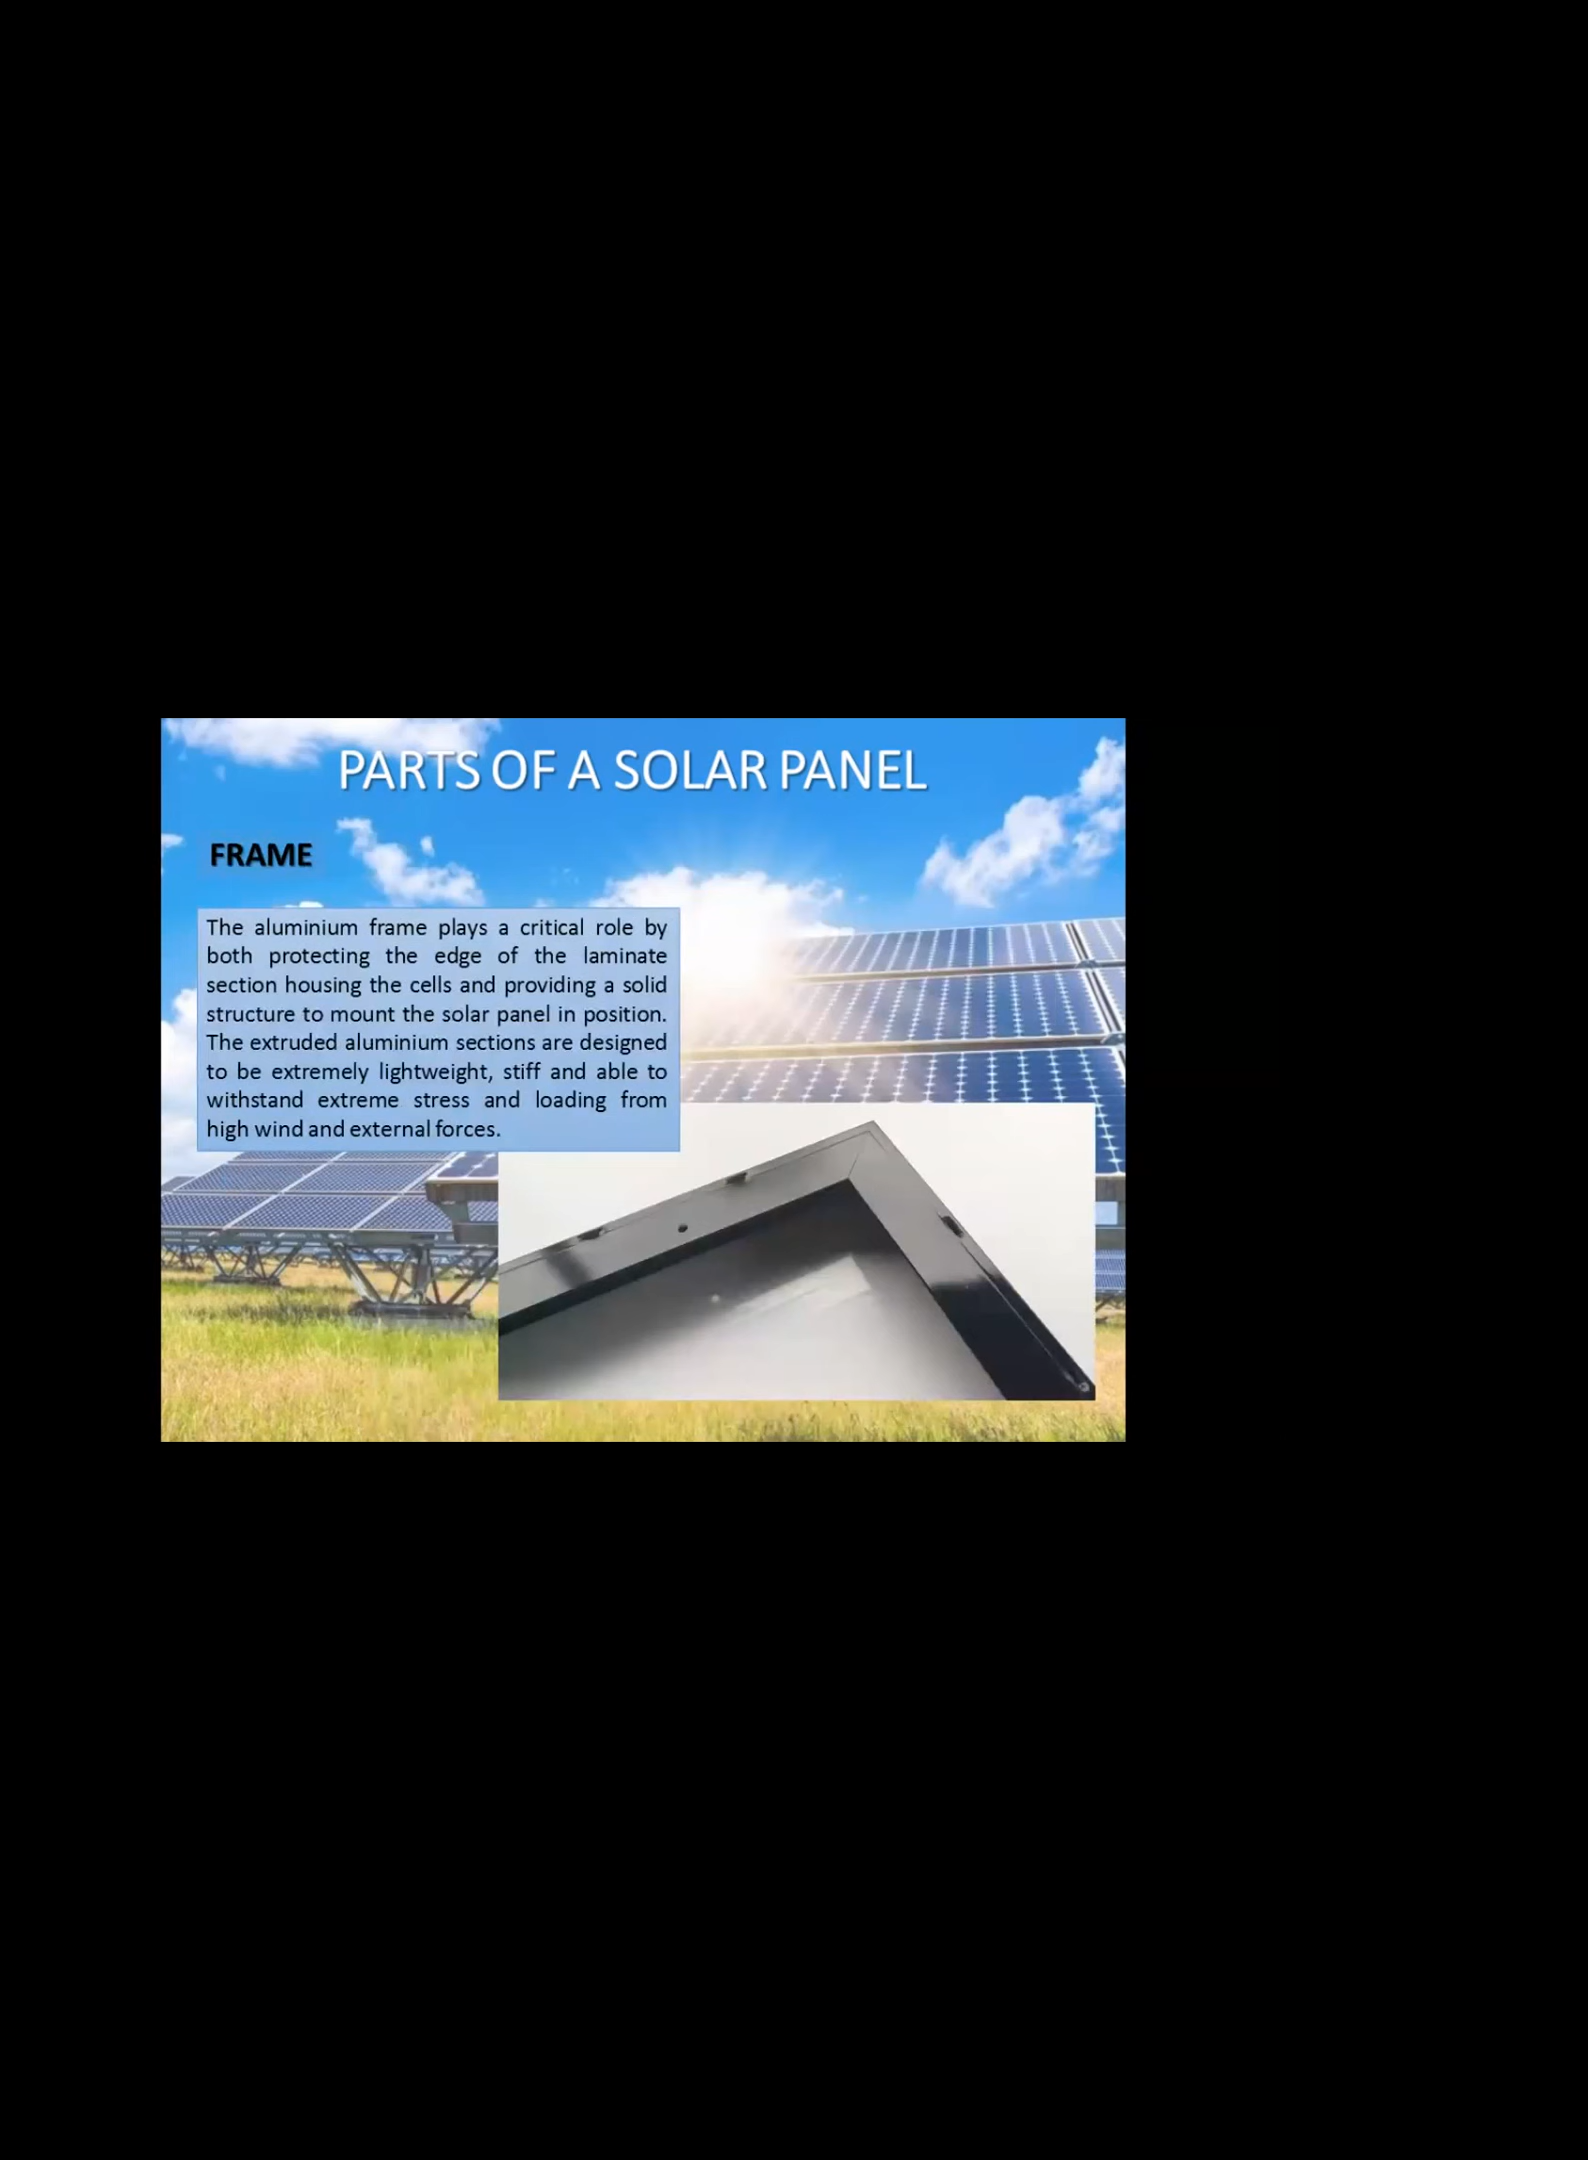 PARTS OF A SOLAR PANEL
FRAME
The aluminium frame plays a critical role by
both protecting the edge of the laminate
section housing the cells and providing a solid
structure to mount the solar panel in position.
The extruded aluminium sections are designed
to be extremely lightweight, stiff and able to
withstand extreme stress and loading from
high wind and external forces.